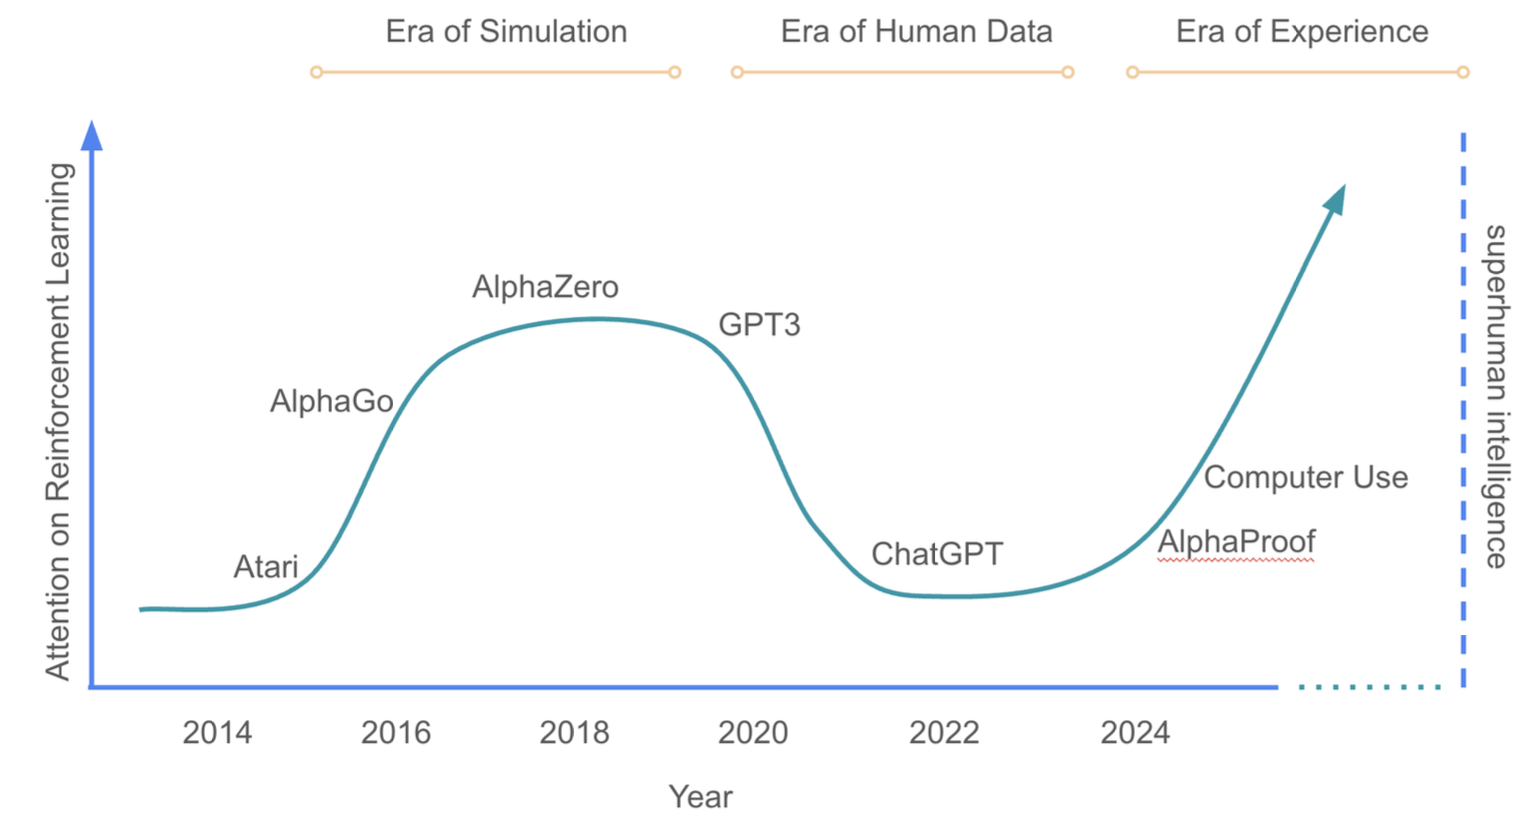 Era of Simulation
Era of Human Data
Era of Experience
Attention on Reinforcement Learning
superhuman intelligence
AlphaZero
GPT3
AlphaGo
Computer Use
AlphaProof
ChatGPT
Atari
2014
2016
2018
2020
2022
2024
Year